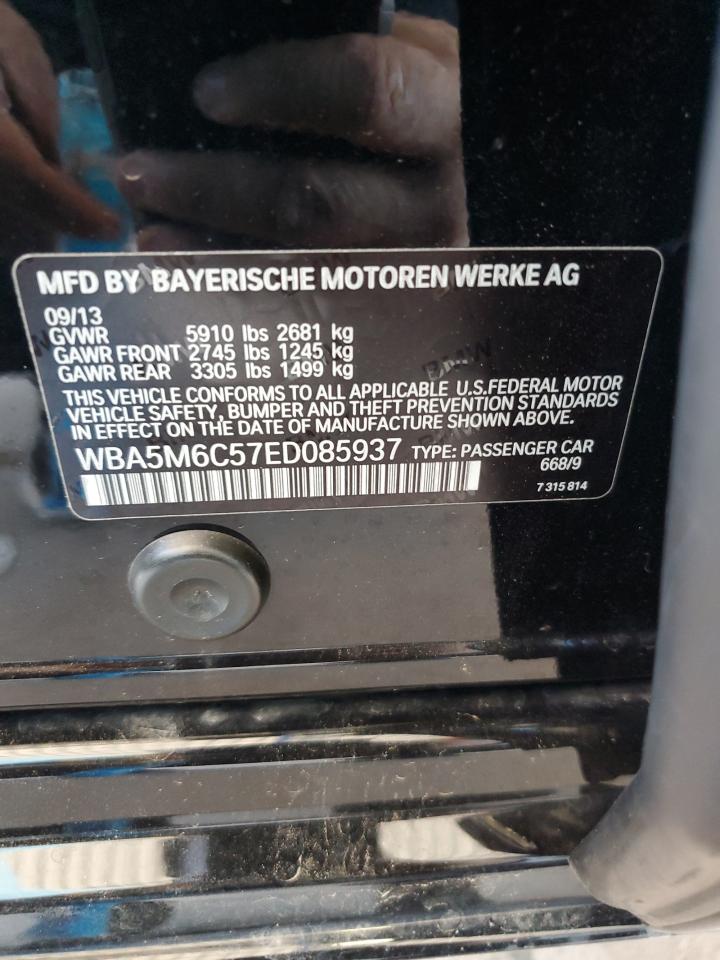 MFD BY BAYERISCHE MOTOREN WERKE AG
09/13
GVWR 5910 lbs 2681 kg
GAWR FRONT 2745 lbs 1245 kg
GAWR REAR 3305 lbs 1499 kg
THIS VEHICLE CONFORMS TO ALL APPLICABLE U.S.FEDERAL MOTOR
VEHICLE SAFETY, BUMPER AND THEFT PREVENTION STANDARDS
IN EFFECT ON THE DATE OF MANUFACTURE SHOWN ABOVE.
WBA5M6C57ED085937 TYPE: PASSENGER CAR
668/9
7 315 814